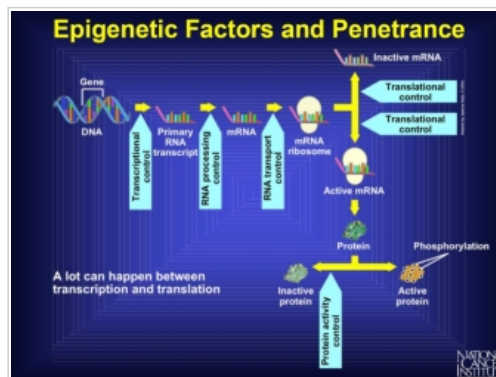 Epigenetic Factors and Penetrance
Inactive mRNA
Gene
Translational
control
Translational
control
DNA
Primary
RNA
transcript
mRNA
mRNA
ribosome
Transcriptional
control
RNA processing
control
RNA transport
control
Active mRNA
Protein
Phosphorylation
A lot can happen between
transcription and translation
Inactive
protein
Active
protein
Protein activity
control
NATIONAL
CANCER
INSTITUTE